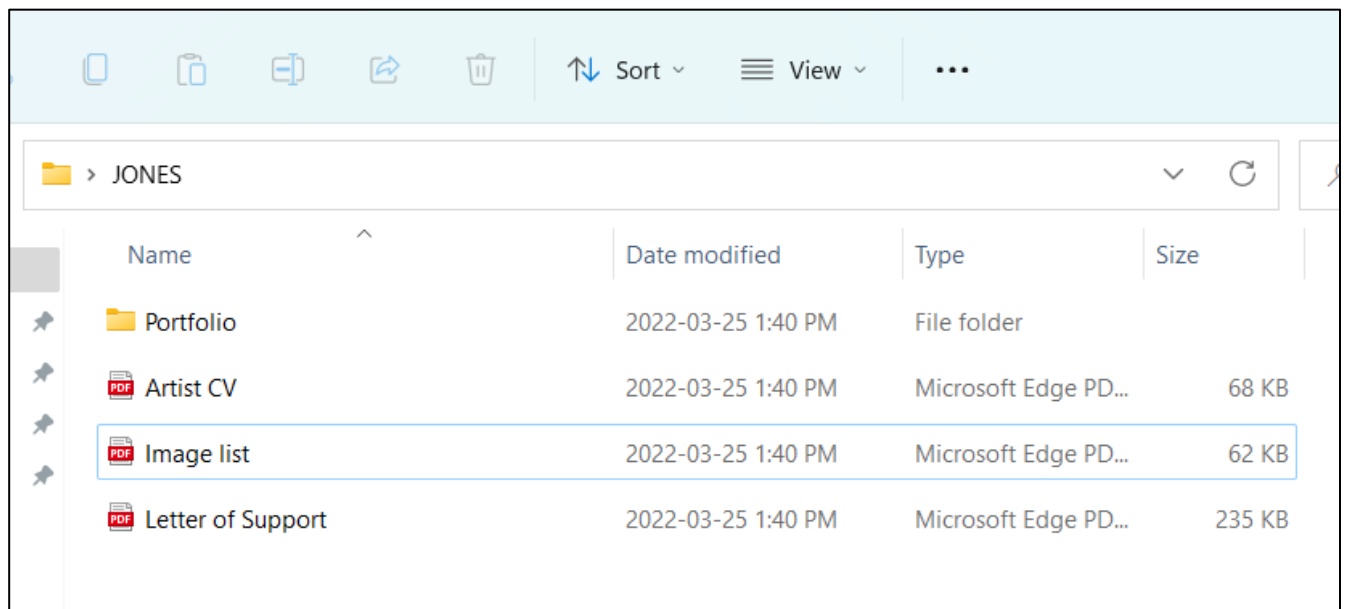 Sort View •••
> JONES
Name Date modified Type Size
Portfolio 2022-03-25 1:40 PM File folder
PDF Artist CV 2022-03-25 1:40 PM Microsoft Edge PD... 68 KB
PDF Image list 2022-03-25 1:40 PM Microsoft Edge PD... 62 KB
PDF Letter of Support 2022-03-25 1:40 PM Microsoft Edge PD... 235 KB